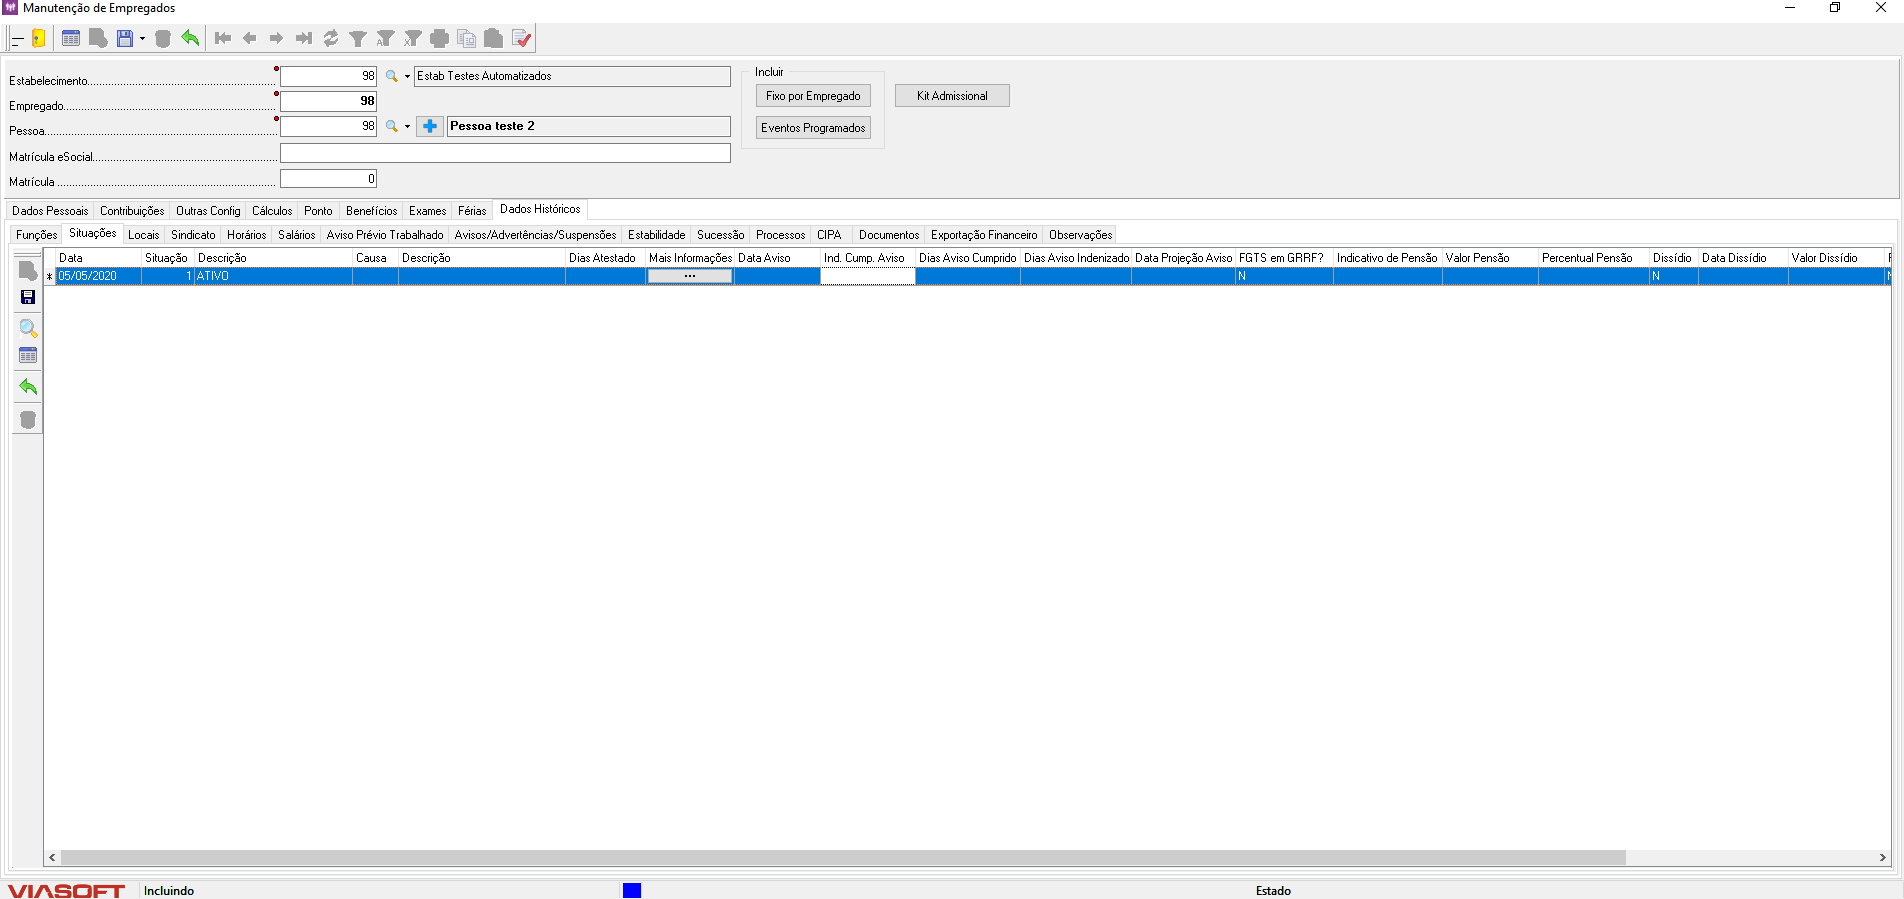 Manutenção de Empregados
Estabelecimento 98 Estab Testes Automatizados
Empregado 98
Pessoa 98 Pessoa teste 2
Matrícula eSocial
Matrícula 0
Incluir
Fixo por Empregado
Eventos Programados
Kit Admissional
Dados Pessoais Contribuições Outras Config Cálculos Ponto Benefícios Exames Férias Dados Históricos
Funções Situações Locais Sindicato Horários Salários Aviso Prévio Trabalhado Avisos/Advertências/Suspensões Estabilidade Sucessão Processos CIPA Documentos Exportação Financeiro Observações
Data Situação Descrição Causa Descrição Dias Atestado Mais Informações Data Aviso Ind. Cump. Aviso Dias Aviso Cumprido Dias Aviso Indenizado Data Projeção Aviso FGTS em GRRF? Indicativo de Pensão Valor Pensão Percentual Pensão Dissídio Data Dissídio Valor Dissídio
* 05/05/2020 1 ATIVO ... N N
VIASOFT Incluindo Estado